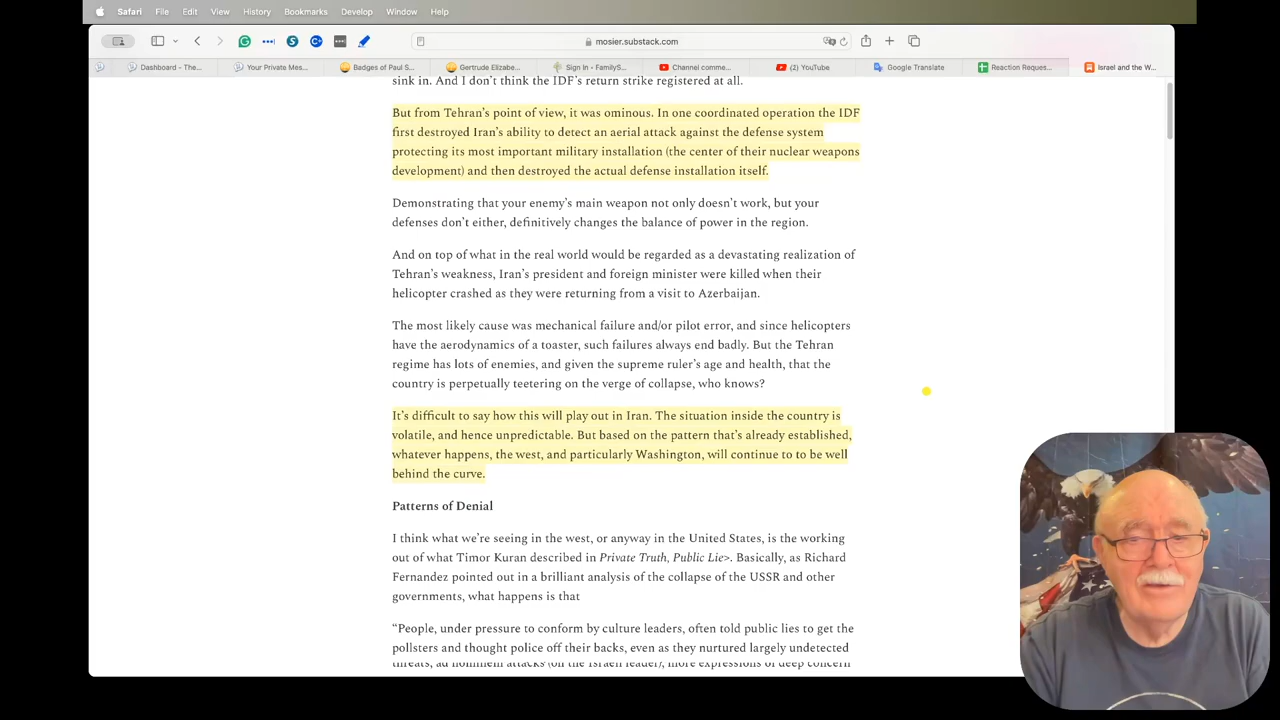 Safari File Edit View History Bookmarks Develop Window Help
mosier.substack.com
Dashboard - The... Your Private Mes... Badges of Paul S... Gertrude Elizabe... Sign In - FamilyS... Channel comme... (2) YouTube Google Translate Reaction Reques... Israel and the W...
sink in. And I don't think the IDF's return strike registered at all.
But from Tehran's point of view, it was ominous. In one coordinated operation the IDF
first destroyed Iran's ability to detect an aerial attack against the defense system
protecting its most important military installation (the center of their nuclear weapons
development) and then destroyed the actual defense installation itself.
Demonstrating that your enemy's main weapon not only doesn't work, but your
defenses don't either, definitively changes the balance of power in the region.
And on top of what in the real world would be regarded as a devastating realization of
Tehran's weakness, Iran's president and foreign minister were killed when their
helicopter crashed as they were returning from a visit to Azerbaijan.
The most likely cause was mechanical failure and/or pilot error, and since helicopters
have the aerodynamics of a toaster, such failures always end badly. But the Tehran
regime has lots of enemies, and given the supreme ruler's age and health, that the
country is perpetually teetering on the verge of collapse, who knows?
It's difficult to say how this will play out in Iran. The situation inside the country is
volatile, and hence unpredictable. But based on the pattern that's already established,
whatever happens, the west, and particularly Washington, will continue to to be well
behind the curve.
Patterns of Denial
I think what we're seeing in the west, or anyway in the United States, is the working
out of what Timor Kuran described in Private Truth, Public Lie>. Basically, as Richard
Fernandez pointed out in a brilliant analysis of the collapse of the USSR and other
governments, what happens is that
"People, under pressure to conform by culture leaders, often told public lies to get the
pollsters and thought police off their backs, even as they nurtured largely undetected
threats, ad hominem attacks (on the Israeli leader), more expressions of deep concern